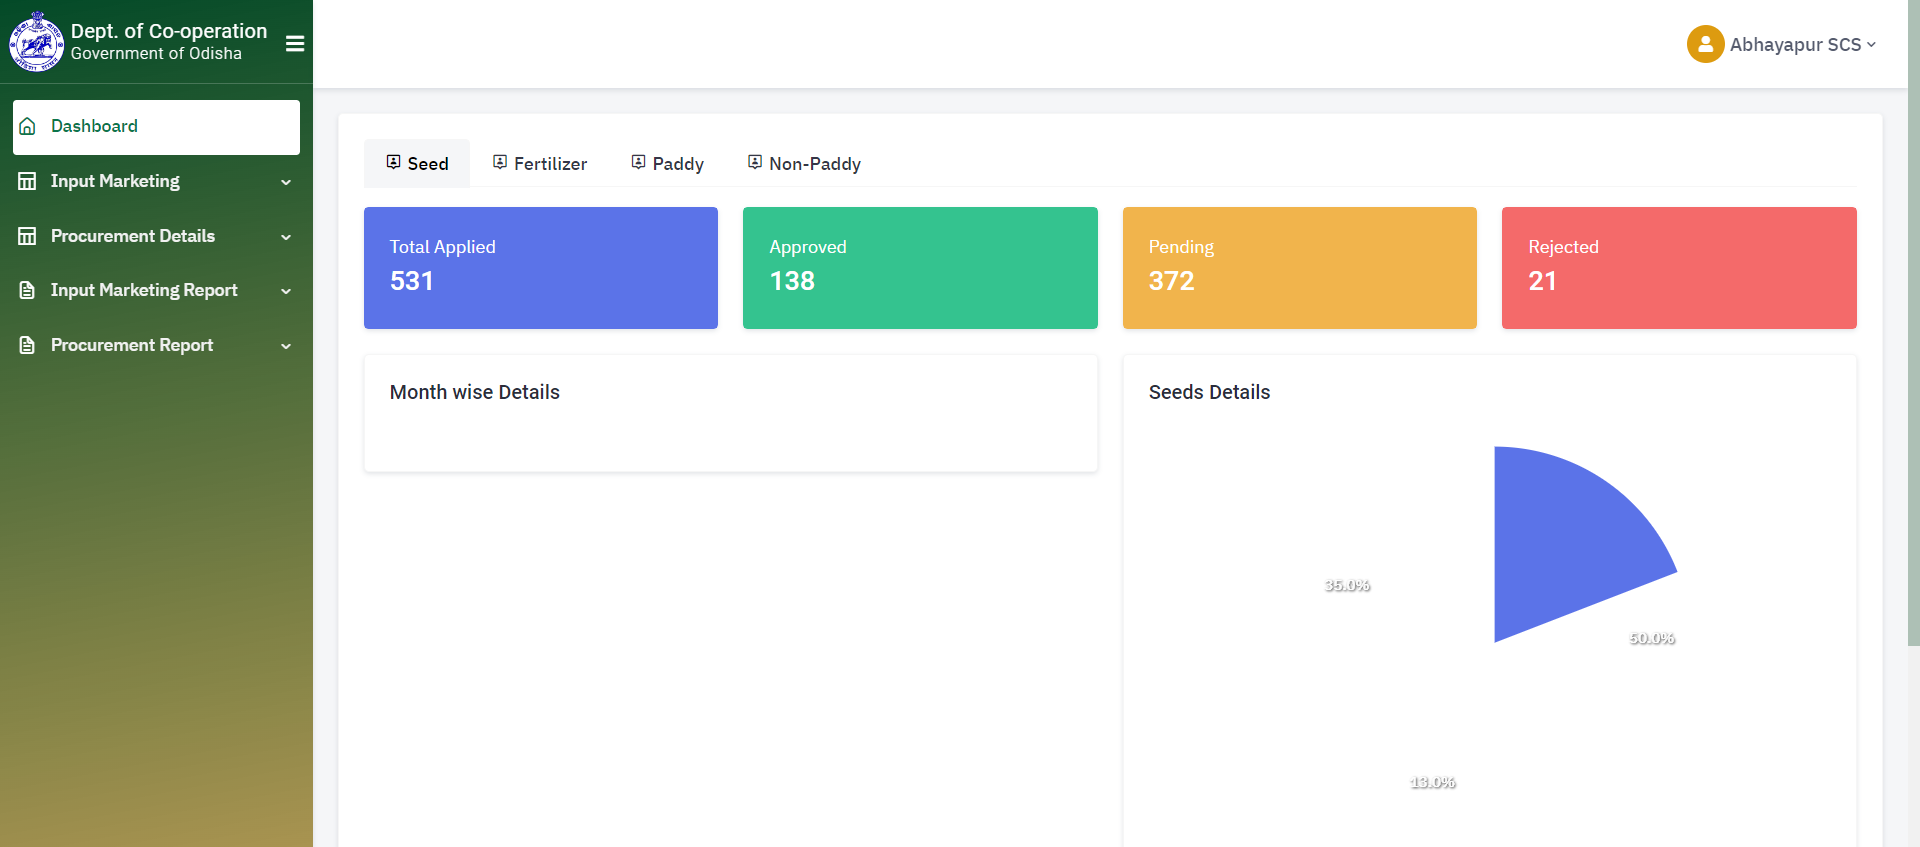 Dept. of Co-operation
Government of Odisha
Abhayapur SCS
Dashboard
Input Marketing
Procurement Details
Input Marketing Report
Procurement Report
Seed
Fertilizer
Paddy
Non-Paddy
Total Applied
531
Approved
138
Pending
372
Rejected
21
Month wise Details
Seeds Details
35.0%
50.0%
13.0%